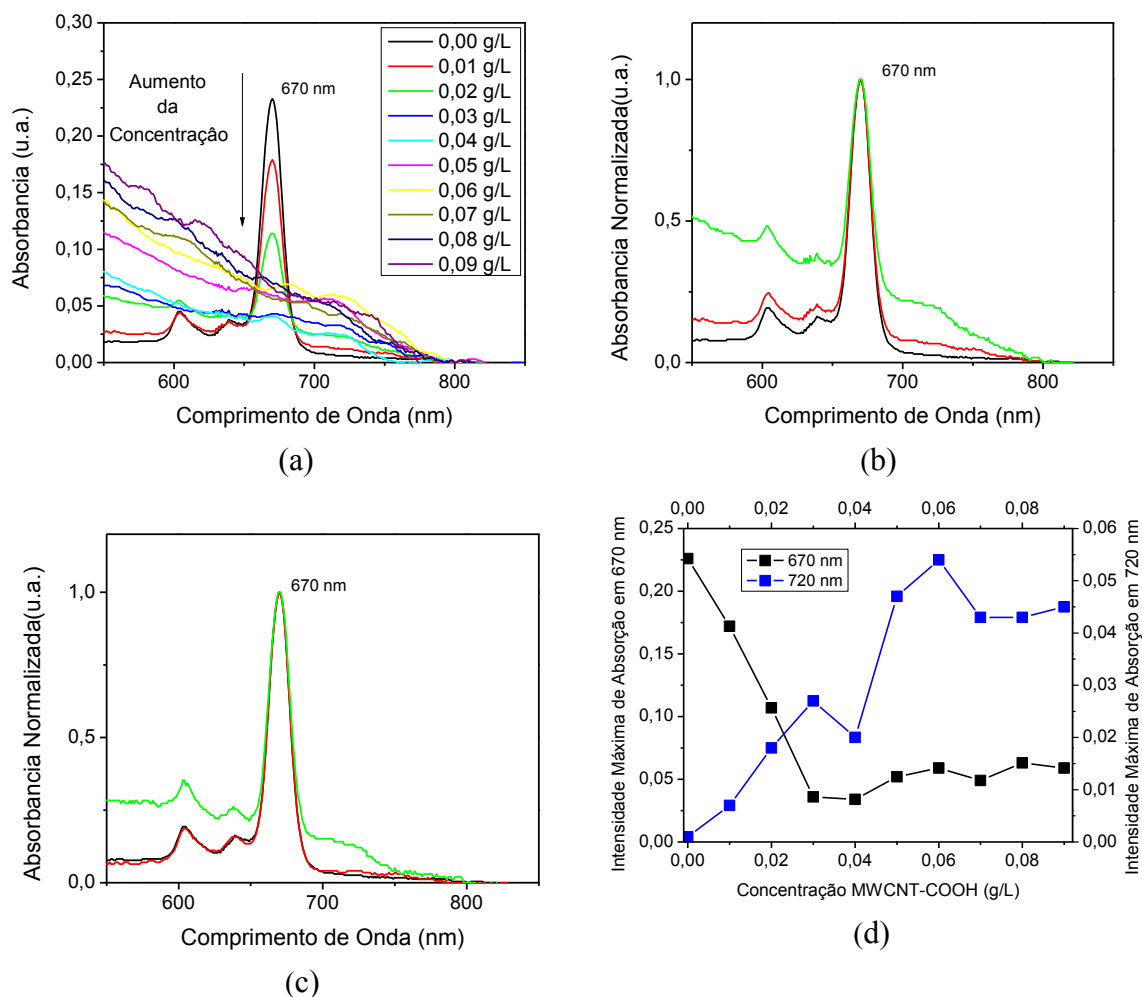 0,30
0,25
0,20
0,15
0,10
0,05
0,00
Absorbancia (u.a.)
Aumento
da
Concentraçâo
670 nm
0,00 g/L
0,01 g/L
0,02 g/L
0,03 g/L
0,04 g/L
0,05 g/L
0,06 g/L
0,07 g/L
0,08 g/L
0,09 g/L
600 700 800
Comprimento de Onda (nm)
(a)
1,0
0,5
0,0
Absorbancia Normalizada(u.a.)
670 nm
600 700 800
Comprimento de Onda (nm)
(b)
1,0
0,5
0,0
Absorbancia Normalizada(u.a.)
670 nm
600 700 800
Comprimento de Onda (nm)
(c)
0,00 0,02 0,04 0,06 0,08
0,25
0,20
0,15
0,10
0,05
0,00
Intensidade Máxima de Absorção em 670 nm
670 nm
720 nm
0,06
0,05
0,04
0,03
0,02
0,01
0,00
Intensidade Máxima de Absorção em 720 nm
0,00 0,02 0,04 0,06 0,08
Concentração MWCNT-COOH (g/L)
(d)